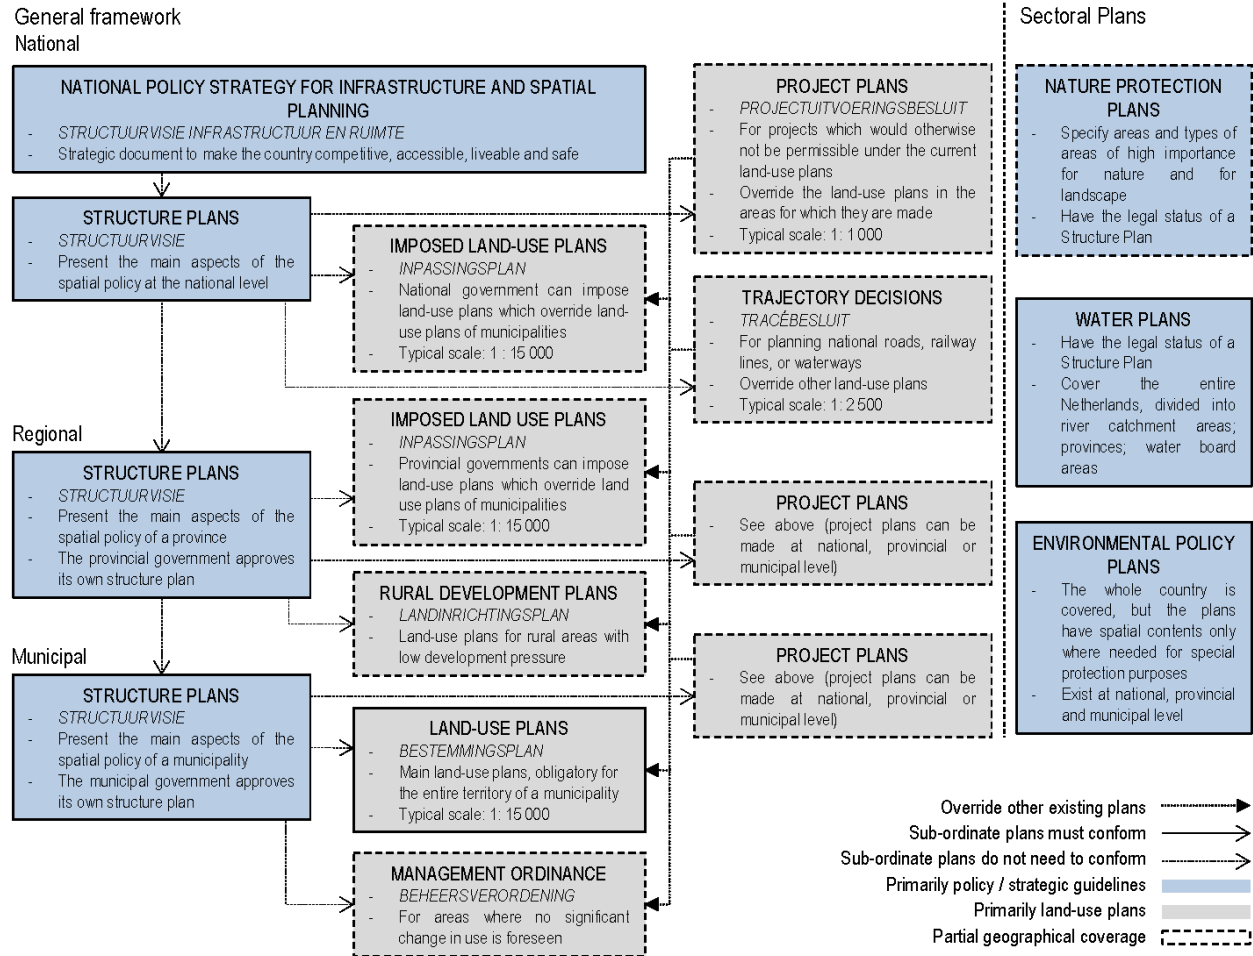 General framework
National
NATIONAL POLICY STRATEGY FOR INFRASTRUCTURE AND SPATIAL
PLANNING
- STRUCTUURVISIE INFRASTRUCTUUR EN RUIMTE
- Strategic document to make the country competitive, accessible, liveable and safe
STRUCTURE PLANS
- STRUCTUURVISIE
- Present the main aspects of the
spatial policy at the national level
IMPOSED LAND-USE PLANS
- INPASSINGSPLAN
- National government can impose
land-use plans which override land-
use plans of municipalities
- Typical scale: 1 : 15 000
PROJECT PLANS
- PROJECTUITVOERINGSBESLUIT
- For projects which would otherwise
not be permissible under the current
land-use plans
- Override the land-use plans in the
areas for which they are made
- Typical scale: 1: 1 000
TRAJECTORY DECISIONS
- TRACÉBESLUIT
- For planning national roads, railway
lines, or waterways
- Override other land-use plans
- Typical scale: 1: 2 500
Regional
STRUCTURE PLANS
- STRUCTUURVISIE
- Present the main aspects of the
spatial policy of a province
- The provincial government approves
its own structure plan
IMPOSED LAND USE PLANS
- INPASSINGSPLAN
- Provincial governments can impose
land-use plans which override land
use plans of municipalities
- Typical scale: 1: 15 000
RURAL DEVELOPMENT PLANS
- LANDINRICHTINGSPLAN
- Land-use plans for rural areas with
low development pressure
PROJECT PLANS
- See above (project plans can be
made at national, provincial or
municipal level)
Municipal
STRUCTURE PLANS
- STRUCTUURVISIE
- Present the main aspects of the
spatial policy of a municipality
- The municipal government approves
its own structure plan
LAND-USE PLANS
- BESTEMMINGSPLAN
- Main land-use plans, obligatory for
the entire territory of a municipality
- Typical scale: 1: 15 000
MANAGEMENT ORDINANCE
- BEHEERSVERORDENING
- For areas where no significant
change in use is foreseen
PROJECT PLANS
- See above (project plans can be
made at national, provincial or
municipal level)
Sectoral Plans
NATURE PROTECTION
PLANS
- Specify areas and types of
areas of high importance
for nature and for
landscape
- Have the legal status of a
Structure Plan
WATER PLANS
- Have the legal status of a
Structure Plan
- Cover the entire
Netherlands, divided into
river catchment areas;
provinces; water board
areas
ENVIRONMENTAL POLICY
PLANS
- The whole country is
covered, but the plans
have spatial contents only
where needed for special
protection purposes
- Exist at national, provincial
and municipal level
Override other existing plans
Sub-ordinate plans must conform
Sub-ordinate plans do not need to conform
Primarily policy / strategic guidelines
Primarily land-use plans
Partial geographical coverage